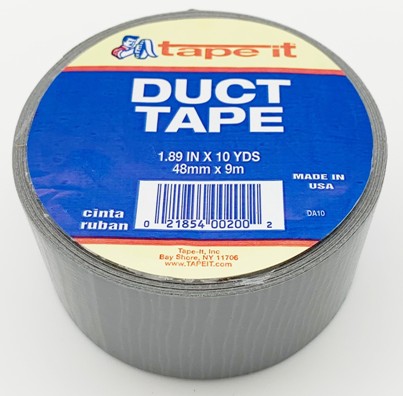 tape-it
DUCT
TAPE
1.89 IN X 10 YDS
48mm x 9m
MADE IN
USA
cinta
ruban
0 21854 00200 2
DA10
Tape-It, Inc
Bay Shore, NY 11706
www.TAPEIT.com